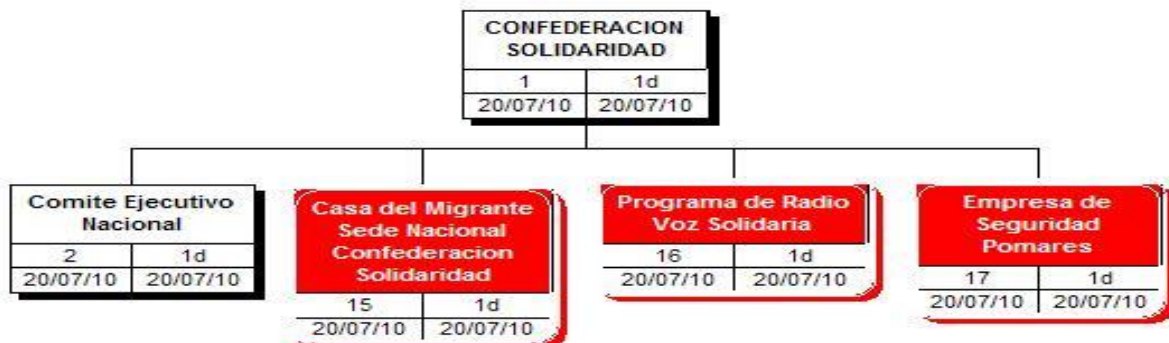 CONFEDERACION
SOLIDARIDAD
1 1d
20/07/10 20/07/10
Comite Ejecutivo
Nacional
2 1d
20/07/10 20/07/10
Casa del Migrante
Sede Nacional
Confederacion
Solidaridad
15 1d
20/07/10 20/07/10
Programa de Radio
Voz Solidaria
16 1d
20/07/10 20/07/10
Empresa de
Seguridad
Pomares
17 1d
20/07/10 20/07/10